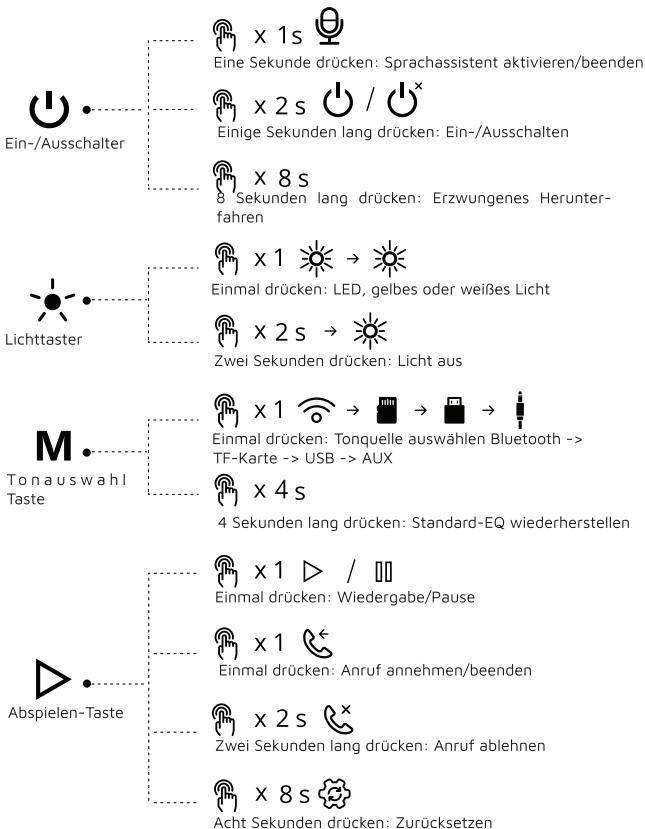 x 1s
Eine Sekunde drücken: Sprachassistent aktivieren/beenden
x 2 s /
Einige Sekunden lang drücken: Ein-/Ausschalten
Ein-/Ausschalter
x 8 s
8 Sekunden lang drücken: Erzwungenes Herunter-
fahren
x 1 → 
Einmal drücken: LED, gelbes oder weißes Licht
Lichttaster
x 2 s →
Zwei Sekunden drücken: Licht aus
x 1 → → →
Einmal drücken: Tonquelle auswählen Bluetooth ->
TF-Karte -> USB -> AUX
M
Tonauswahl
Taste
x 4 s
4 Sekunden lang drücken: Standard-EQ wiederherstellen
x 1 /
Einmal drücken: Wiedergabe/Pause
x 1
Einmal drücken: Anruf annehmen/beenden
Abspielen-Taste
x 2 s
Zwei Sekunden lang drücken: Anruf ablehnen
x 8 s
Acht Sekunden drücken: Zurücksetzen